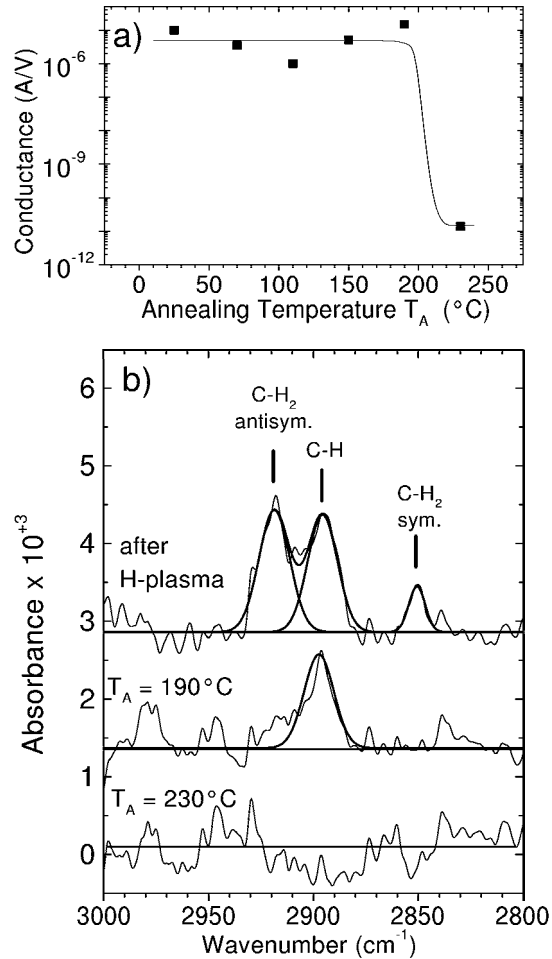 a)
Conductance (A/V)
10⁻⁶
10⁻⁹
10⁻¹²
0 50 100 150 200 250
Annealing Temperature T_A (°C)
b)
C-H₂
antisym.
C-H
C-H₂
sym.
after
H-plasma
T_A = 190°C
T_A = 230°C
Absorbance x 10⁺³
6
5
4
3
2
1
0
3000 2950 2900 2850 2800
Wavenumber (cm⁻¹)